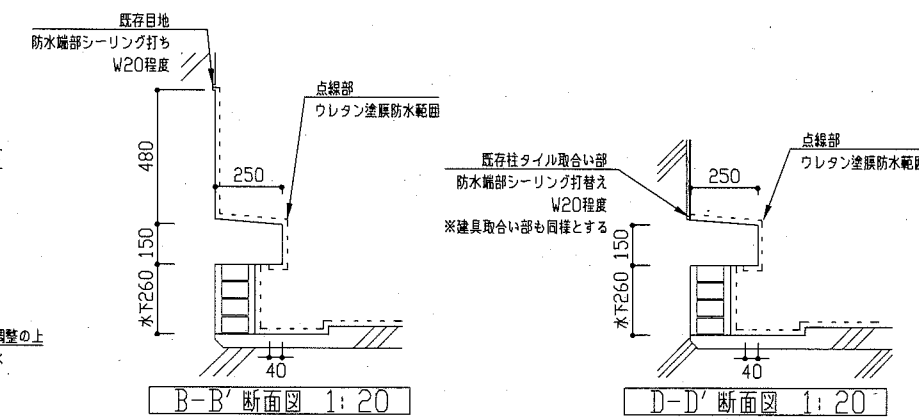 既存目地
防水端部シーリング打ち
W20程度
点線部
ウレタン塗膜防水範囲
480
250
150
水下260
40
B-B' 断面図 1:20
調整の上
既存柱タイル取合い部
防水端部シーリング打替え
W20程度
※建具取合い部も同様とする
点線部
ウレタン塗膜防水範囲
250
150
水下260
40
D-D' 断面図 1:20